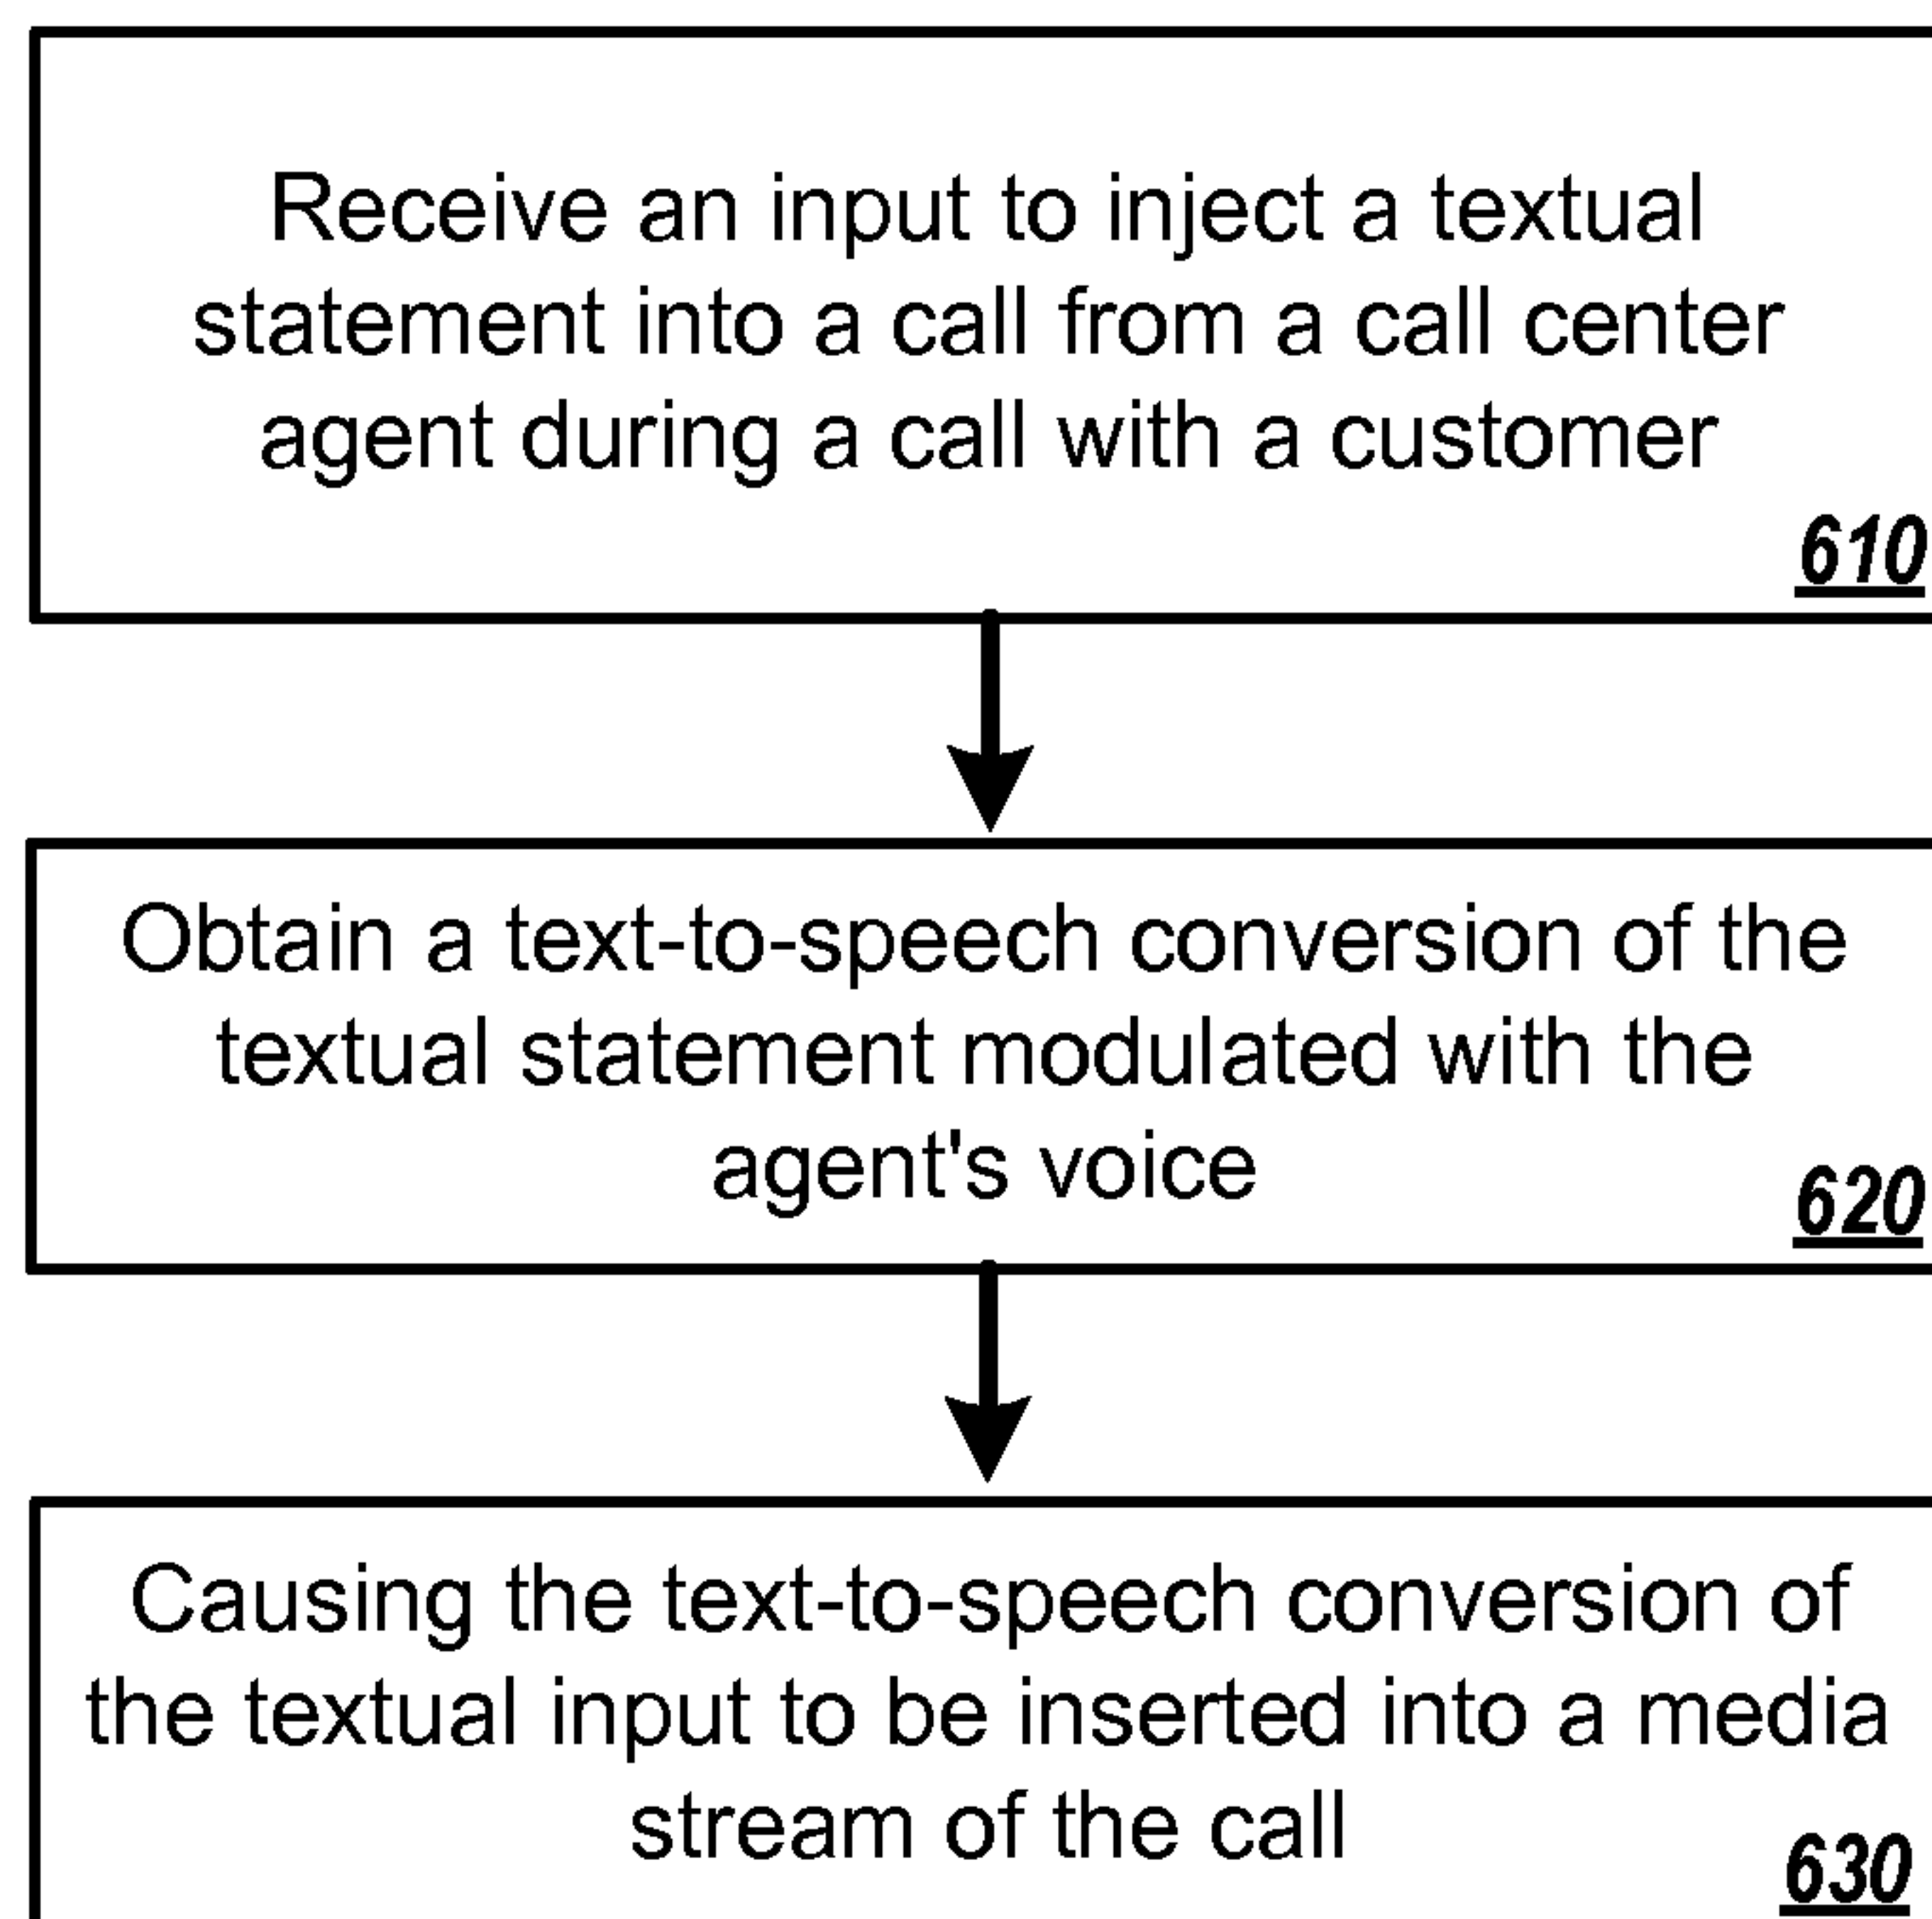 Receive an input to inject a textual
statement into a call from a call center
agent during a call with a customer
610
Obtain a text-to-speech conversion of the
textual statement modulated with the
agent's voice
620
Causing the text-to-speech conversion of
the textual input to be inserted into a media
stream of the call
630